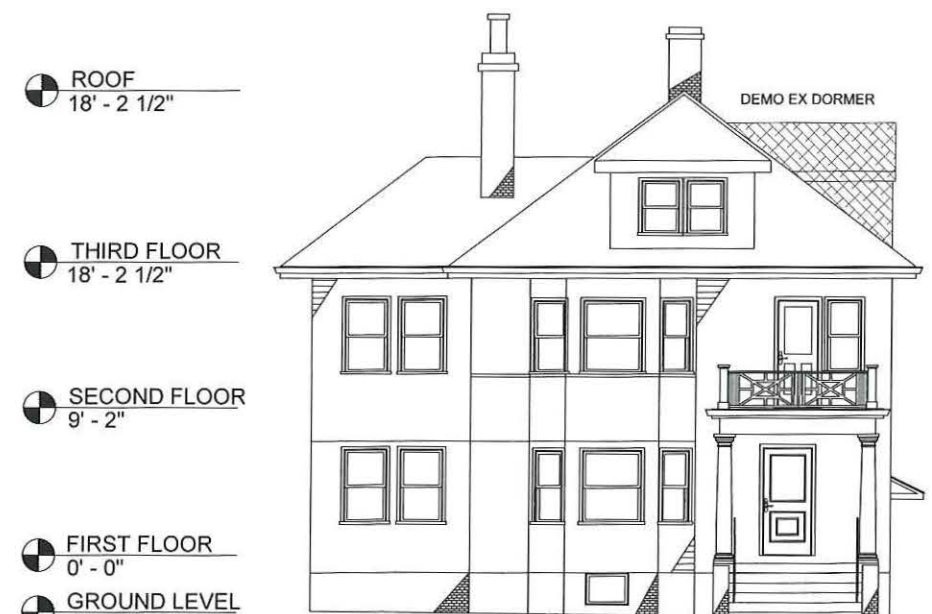 ROOF
18' - 2 1/2"
DEMO EX DORMER
THIRD FLOOR
18' - 2 1/2"
SECOND FLOOR
9' - 2"
FIRST FLOOR
0' - 0"
GROUND LEVEL